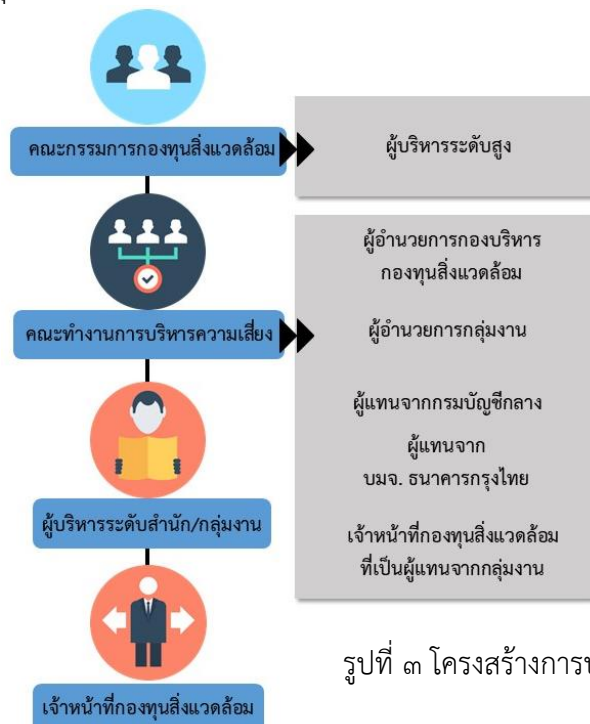 คณะกรรมการกองทุนสิ่งแวดล้อม
ผู้บริหารระดับสูง
คณะทำงานการบริหารความเสี่ยง
ผู้อำนวยการกองบริหาร
กองทุนสิ่งแวดล้อม
ผู้อำนวยการกลุ่มงาน
ผู้แทนจากกรมบัญชีกลาง
ผู้แทนจาก
บมจ. ธนาคารกรุงไทย
เจ้าหน้าที่กองทุนสิ่งแวดล้อม
ที่เป็นผู้แทนจากกลุ่มงาน
ผู้บริหารระดับสำนัก/กลุ่มงาน
เจ้าหน้าที่กองทุนสิ่งแวดล้อม
รูปที่ ๓ โครงสร้างการ